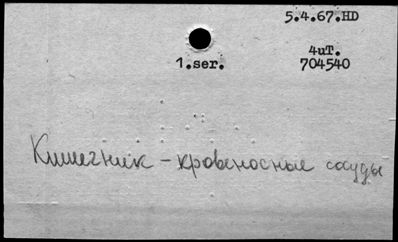 5.4.67.HD
4uT.
1.ser.
704540
Кишечник - кровеносные сосуды